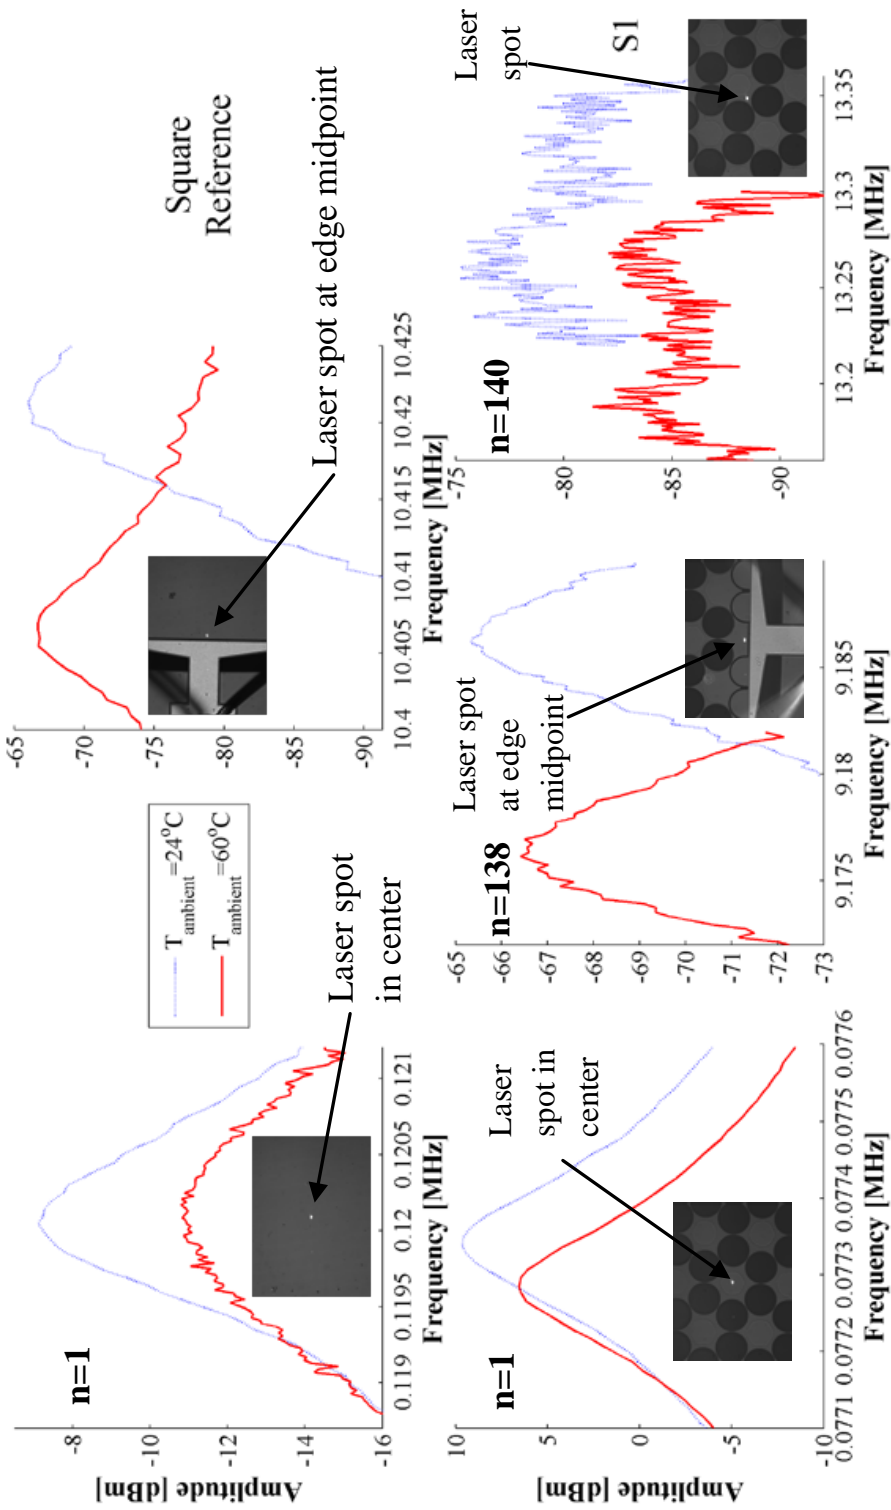 n=1
Amplitude [dBm]
-8
-10
-12
-14
-16
0.119
0.1195
0.12
0.1205
0.121
Frequency [MHz]
Laser spot
in center
T ambient=24°C
T ambient=60°C
-65
-70
-75
-80
-85
-90
10.4
10.405
10.41
10.415
10.42
10.425
Frequency [MHz]
Laser spot at edge midpoint
Square
Reference
n=1
Amplitude [dBm]
10
5
0
-5
-10
0.0771
0.0772
0.0773
0.0774
0.0775
0.0776
Frequency [MHz]
Laser
spot in
center
n=138
-65
-66
-67
-68
-69
-70
-71
-72
-73
9.175
9.18
9.185
Frequency [MHz]
Laser spot
at edge
midpoint
n=140
-75
-80
-85
-90
13.2
13.25
13.3
13.35
Frequency [MHz]
Laser
spot
S1